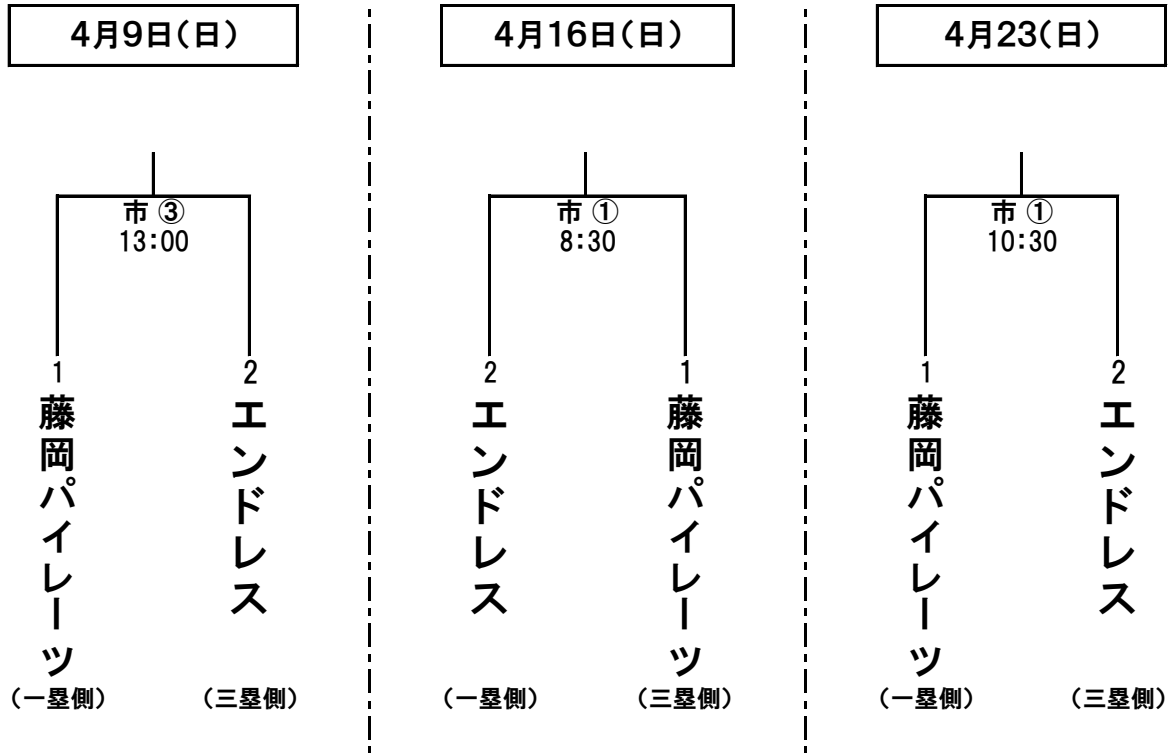 4月9日(日)
市 ③
13:00
1
藤岡パイレーツ
(一塁側)
2
エンドレス
(三塁側)
4月16日(日)
市 ①
8:30
2
エンドレス
(一塁側)
1
藤岡パイレーツ
(三塁側)
4月23(日)
市 ①
10:30
1
藤岡パイレーツ
(一塁側)
2
エンドレス
(三塁側)